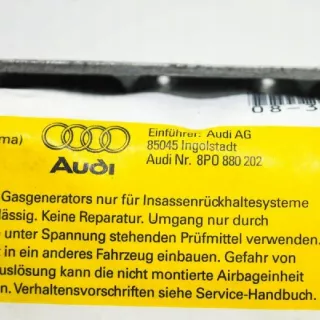 08-3
ma)
Einführer: Audi AG
85045 Ingolstadt
Audi Nr. 8P0 880 202
Audi
Gasgenerators nur für Insassenrückhaltesysteme
lässig. Keine Reparatur. Umgang nur durch
unter Spannung stehenden Prüfmittel verwenden.
t in ein anderes Fahrzeug einbauen. Gefahr von
uslösung kann die nicht montierte Airbageinheit
n. Verhaltensvorschriften siehe Service-Handbuch.